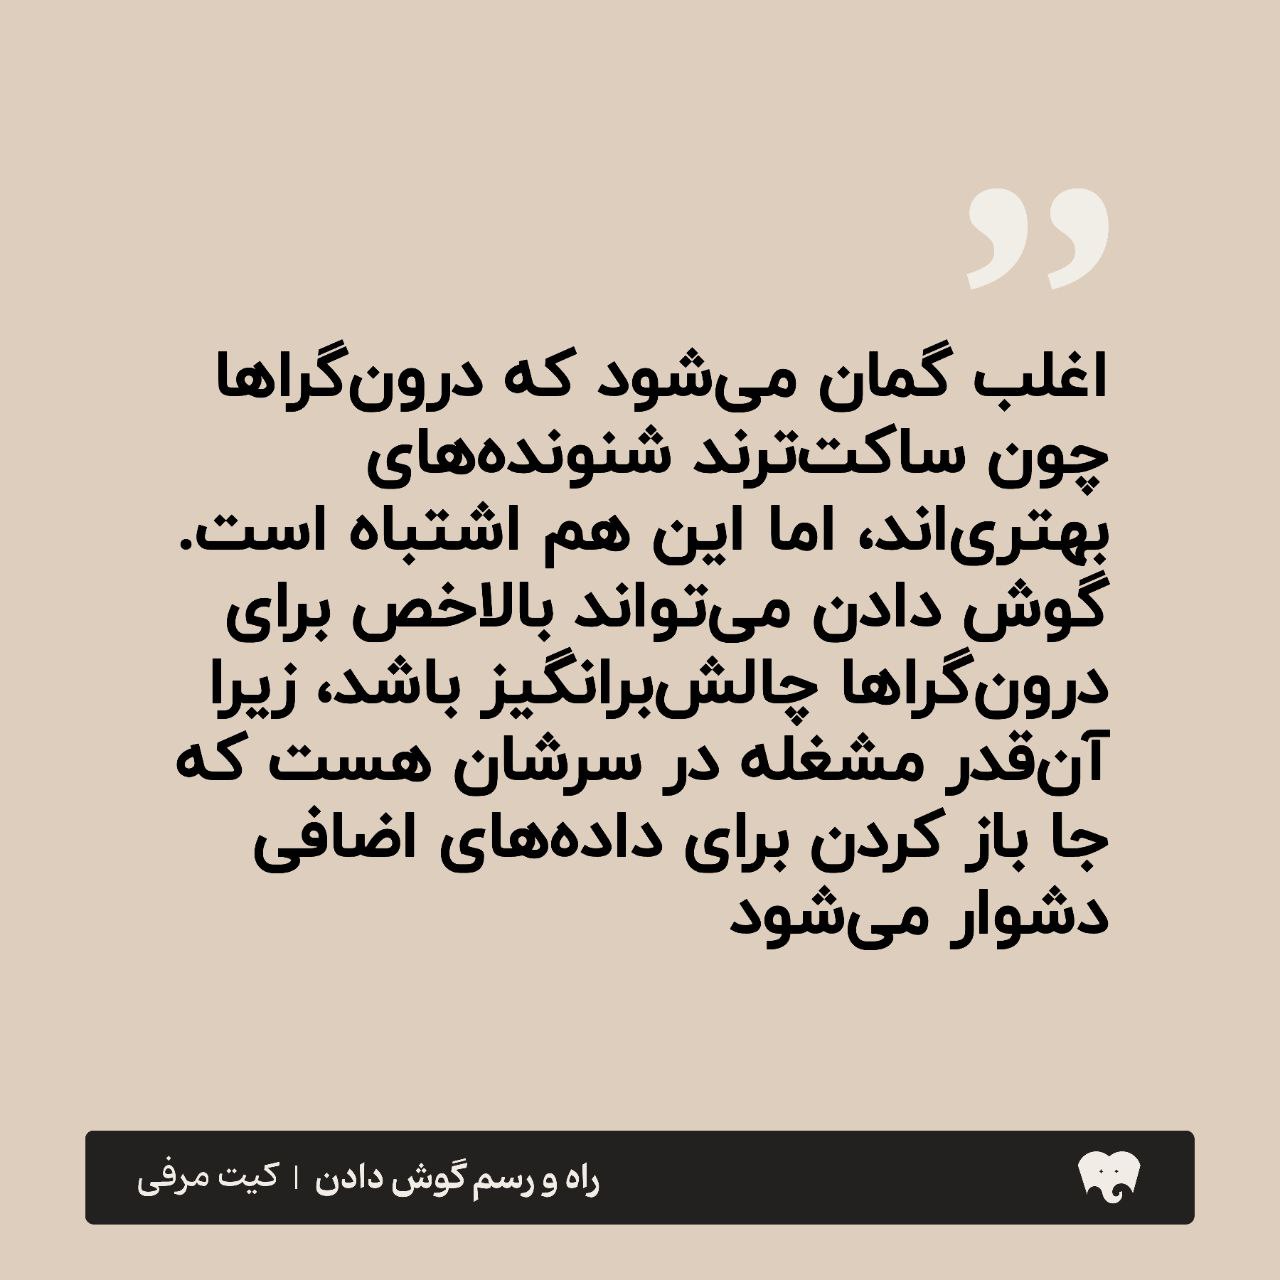 ”
اغلب گمان می‌شود که درون‌گراها
چون ساکت‌ترند شنونده‌های
بهتری‌اند، اما این هم اشتباه است.
گوش دادن می‌تواند بالاخص برای
درون‌گراها چالش‌برانگیز باشد، زیرا
آن‌قدر مشغله در سرشان هست که
جا باز کردن برای داده‌های اضافی
دشوار می‌شود
راه و رسم گوش دادن | کیت مرفی